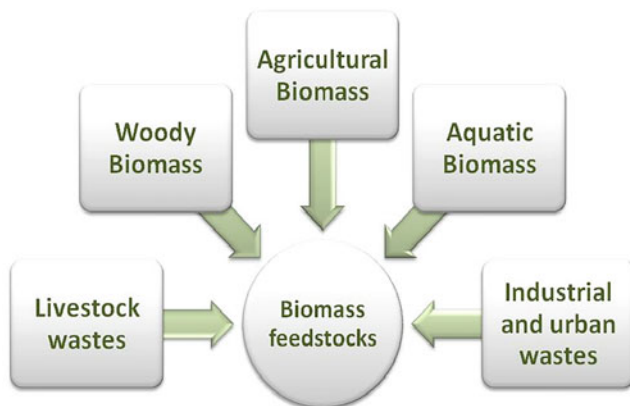 Agricultural
Biomass
Woody
Biomass
Aquatic
Biomass
Livestock
wastes
Biomass
feedstocks
Industrial
and urban
wastes